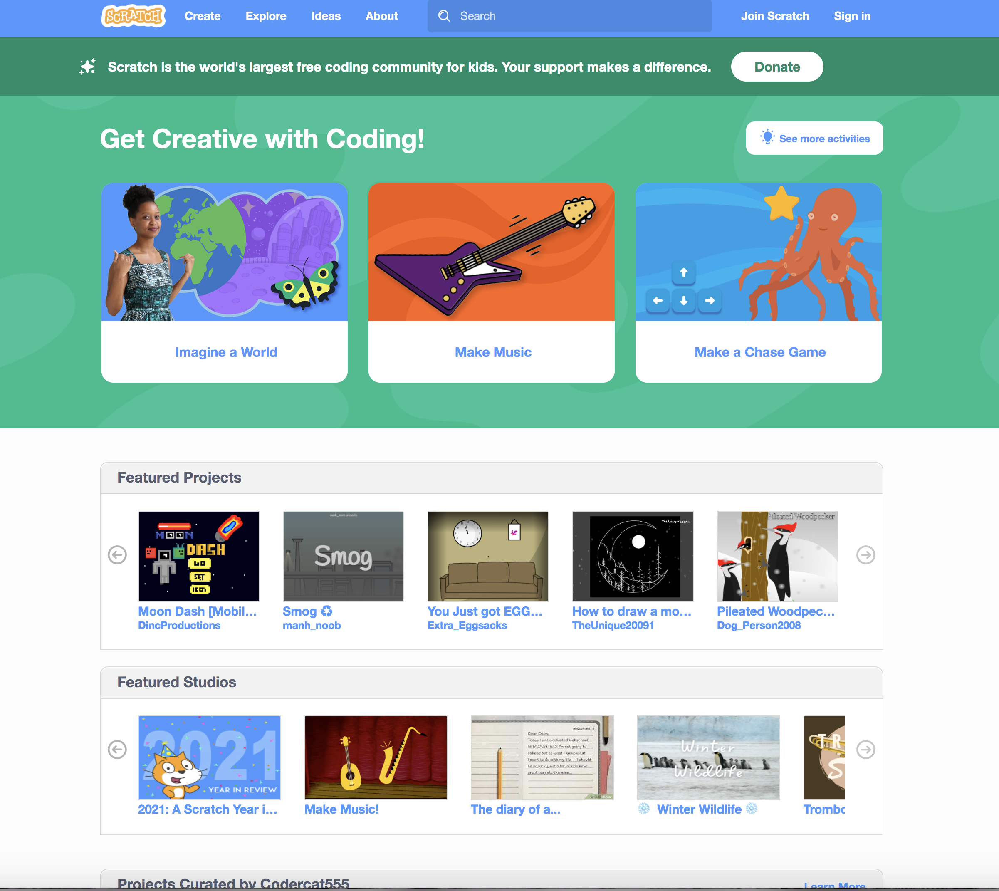 SCRATCH
Create
Explore
Ideas
About
Search
Join Scratch
Sign in
Scratch is the world's largest free coding community for kids. Your support makes a difference.
Donate
Get Creative with Coding!
See more activities
Imagine a World
Make Music
Make a Chase Game
Featured Projects
MOON
DASH
GO
SET
ICON
manh_noob presents
Smog
theUnique20091
Pileated Woodpecker
Moon Dash [Mobil...
Smog ♻
You Just got EGG...
How to draw a mo...
Pileated Woodpec...
DincProductions
manh_noob
Extra_Eggsacks
TheUnique20091
Dog_Person2008
Featured Studios
2021
YEAR IN REVIEW
MONDAY MAR. 15
Dear Diary,
Today I just graduated highschool!
GRADUATED! I'm not going to
college but at least I know what
I want to do with my life-- I should
be so lucky, not a lot of kids have
great parents like mine...
wikiHow
Winter
Wildlife
TR
S
2021: A Scratch Year i...
Make Music!
The diary of a...
❄ Winter Wildlife ❄
Trombo
Projects Curated by Codercat555
Learn More